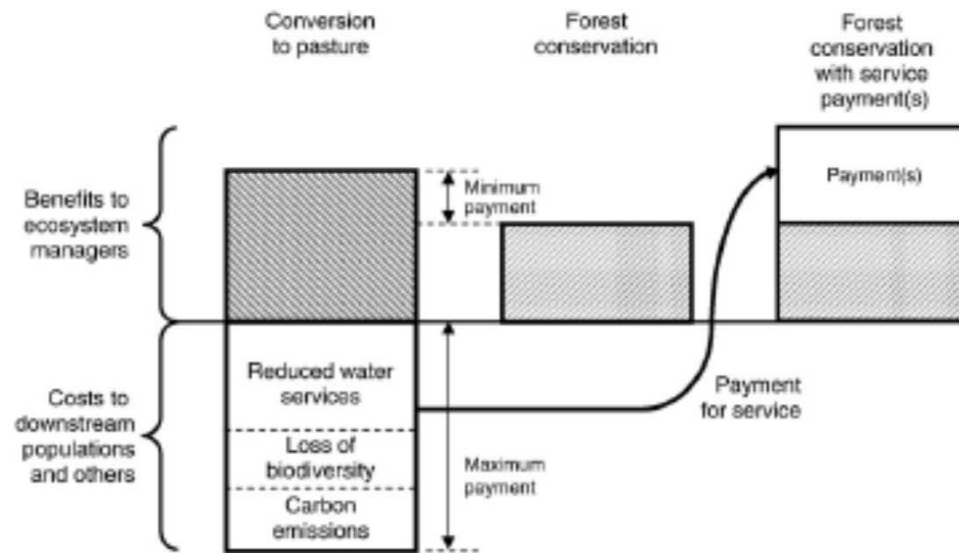 Conversion
to pasture
Forest
conservation
Forest
conservation
with service
payment(s)
Benefits to
ecosystem
managers
Minimum
payment
Payment(s)
Costs to
downstream
populations
and others
Reduced water
services
Loss of
biodiversity
Carbon
emissions
Maximum
payment
Payment
for service